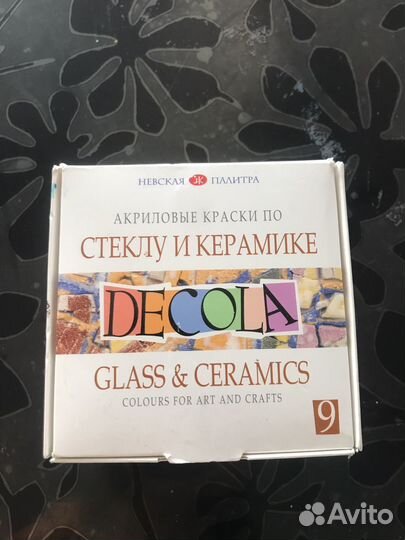 НЕВСКАЯ ПАЛИТРА
АКРИЛОВЫЕ КРАСКИ ПО
СТЕКЛУ И КЕРАМИКЕ
DECOLA
GLASS & CERAMICS
COLOURS FOR ART AND CRAFTS
9
Avito